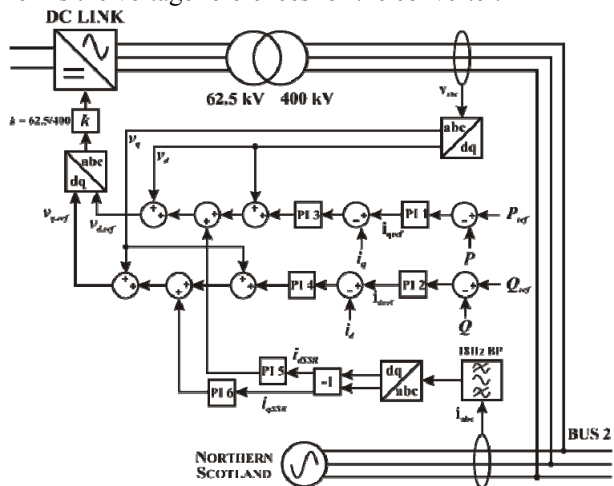 DC LINK
62.5 kV 400 kV
v_abc
k = 62.5/400
k
abc
dq
abc
dq
v_q
v_d
v_q.ref
v_d.ref
PI 3
PI 1
i_qref
P_ref
i_q
P
PI 4
PI 2
i_dref
Q_ref
i_d
Q
18Hz BP
PI 5
i_dSSR
-1
dq
abc
PI 6
i_qSSR
i_abc
BUS 2
NORTHERN
SCOTLAND